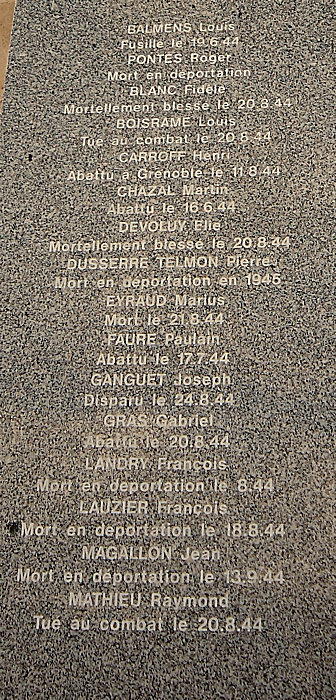 BALMENS Louis
Fusille le 19.6.44
PONTES Roger
Mort en déportation
BLANC Fidèle
Mortellement blesse le 20.8.44
BOISRAME Louis
Tue au combat le 20.8.44
CARROFF Henri
Abattu a Grenoble le 11.8.44
CHAZAL Martin
Abattu le 16.6.44
DEVOLUY Elie
Mortellement blesse le 20.8.44
DUSSERRE TELMON Pierre
Mort en déportation en 1945
EYRAUD Marius
Mort le 21.8.44
FAURE Paulain
Abattu le 17.7.44
GANGUET Joseph
Disparu le 24.8.44
GRAS Gabriel
Abattu le 20.8.44
LANDRY François
Mort en déportation le 8.44
LAUZIER François
Mort en déportation le 18.8.44
MAGALLON Jean
Mort en déportation le 13.9.44
MATHIEU Raymond
Tue au combat le 20.8.44